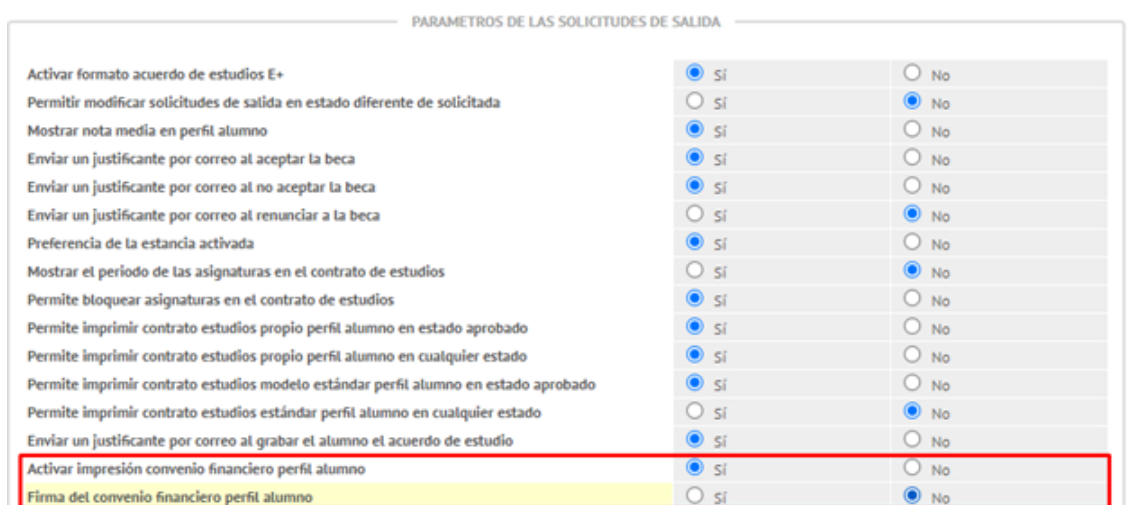 PARAMETROS DE LAS SOLICITUDES DE SALIDA
Activar formato acuerdo de estudios E+ Sí No
Permitir modificar solicitudes de salida en estado diferente de solicitada Sí No
Mostrar nota media en perfil alumno Sí No
Enviar un justificante por correo al aceptar la beca Sí No
Enviar un justificante por correo al no aceptar la beca Sí No
Enviar un justificante por correo al renunciar a la beca Sí No
Preferencia de la estancia activada Sí No
Mostrar el periodo de las asignaturas en el contrato de estudios Sí No
Permite bloquear asignaturas en el contrato de estudios Sí No
Permite imprimir contrato estudios propio perfil alumno en estado aprobado Sí No
Permite imprimir contrato estudios propio perfil alumno en cualquier estado Sí No
Permite imprimir contrato estudios modelo estándar perfil alumno en estado aprobado Sí No
Permite imprimir contrato estudios estándar perfil alumno en cualquier estado Sí No
Enviar un justificante por correo al grabar el alumno el acuerdo de estudio Sí No
Activar impresión convenio financiero perfil alumno Sí No
Firma del convenio financiero perfil alumno Sí No